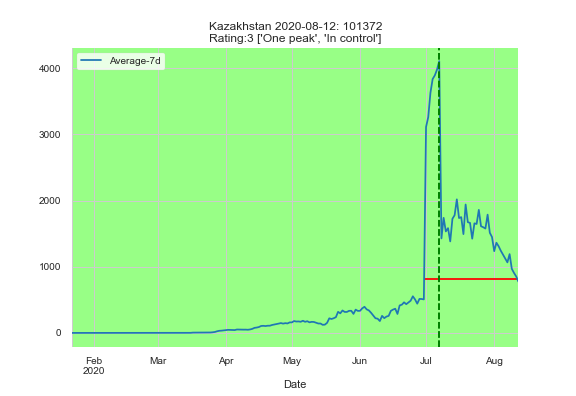 Kazakhstan 2020-08-12: 101372
Rating:3 ['One peak', 'In control']
Average-7d
4000
3000
2000
1000
0
Feb Mar Apr May Jun Jul Aug
2020
Date